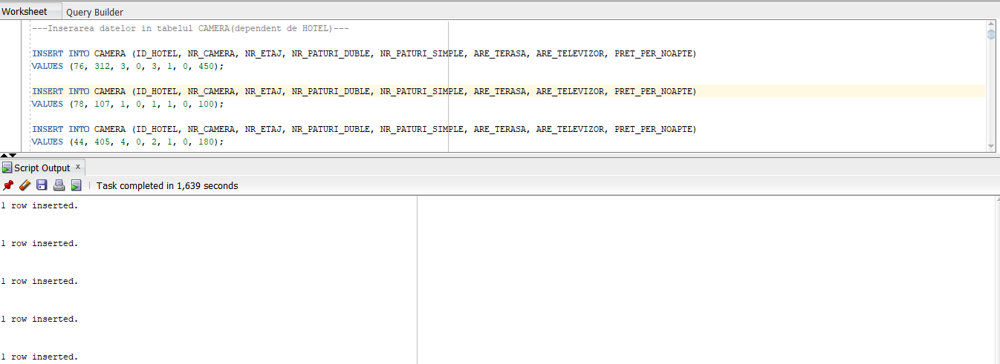 Worksheet Query Builder
---Inserarea datelor in tabelul CAMERA(dependent de HOTEL)---
INSERT INTO CAMERA (ID_HOTEL, NR_CAMERA, NR_ETAJ, NR_PATURI_DUBLE, NR_PATURI_SIMPLE, ARE_TERASA, ARE_TELEVIZOR, PRET_PER_NOAPTE)
VALUES (76, 312, 3, 0, 3, 1, 0, 450);
INSERT INTO CAMERA (ID_HOTEL, NR_CAMERA, NR_ETAJ, NR_PATURI_DUBLE, NR_PATURI_SIMPLE, ARE_TERASA, ARE_TELEVIZOR, PRET_PER_NOAPTE)
VALUES (78, 107, 1, 0, 1, 1, 0, 100);
INSERT INTO CAMERA (ID_HOTEL, NR_CAMERA, NR_ETAJ, NR_PATURI_DUBLE, NR_PATURI_SIMPLE, ARE_TERASA, ARE_TELEVIZOR, PRET_PER_NOAPTE)
VALUES (44, 405, 4, 0, 2, 1, 0, 180);
Script Output x
Task completed in 1,639 seconds
1 row inserted.
1 row inserted.
1 row inserted.
1 row inserted.
1 row inserted.